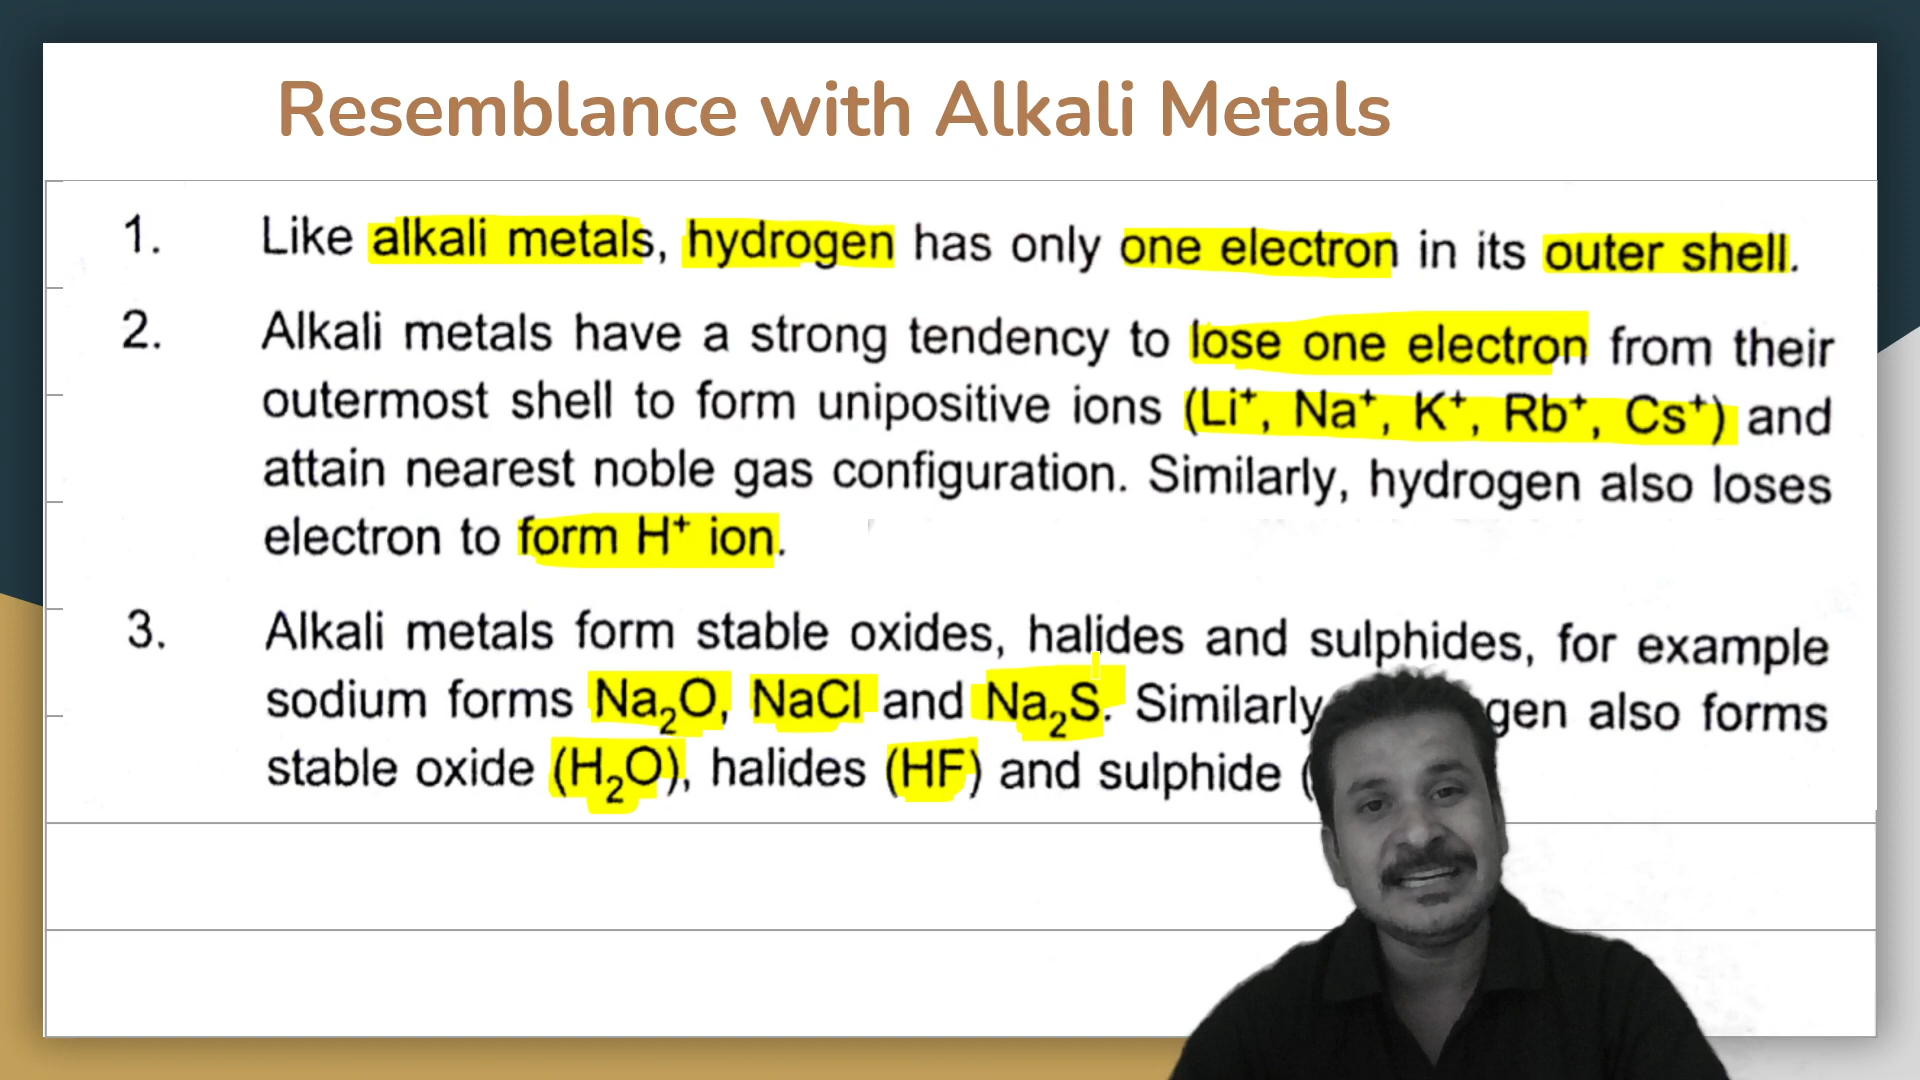 Resemblance with Alkali Metals
1. Like alkali metals, hydrogen has only one electron in its outer shell.
2. Alkali metals have a strong tendency to lose one electron from their
outermost shell to form unipositive ions (Li⁺, Na⁺, K⁺, Rb⁺, Cs⁺) and
attain nearest noble gas configuration. Similarly, hydrogen also loses
electron to form H⁺ ion.
3. Alkali metals form stable oxides, halides and sulphides, for example
sodium forms Na₂O, NaCl and Na₂S. Similarly gen also forms
stable oxide (H₂O), halides (HF) and sulphide (